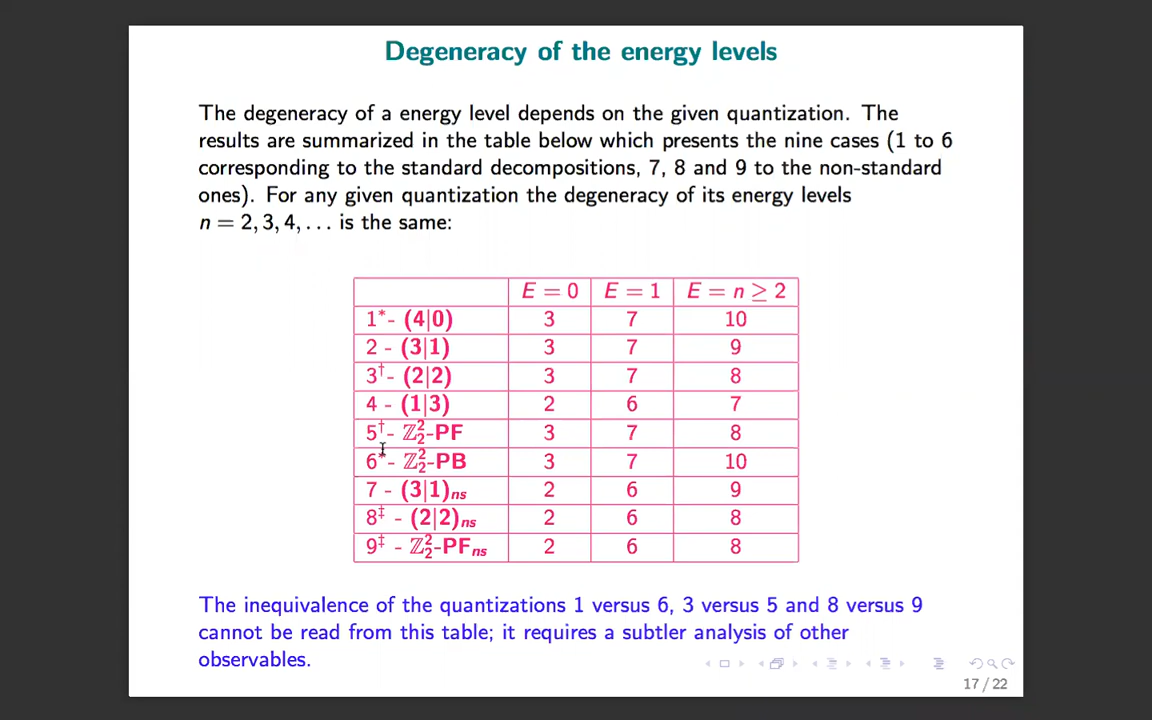 Degeneracy of the energy levels
The degeneracy of a energy level depends on the given quantization. The
results are summarized in the table below which presents the nine cases (1 to 6
corresponding to the standard decompositions, 7, 8 and 9 to the non-standard
ones). For any given quantization the degeneracy of its energy levels
n = 2, 3, 4, . . . is the same:
E = 0 E = 1 E = n ≥ 2
1*- (4|0) 3 7 10
2 - (3|1) 3 7 9
3†- (2|2) 3 7 8
4 - (1|3) 2 6 7
5†- ℤ₂²-PF 3 7 8
6*- ℤ₂²-PB 3 7 10
7 - (3|1)ns 2 6 9
8‡ - (2|2)ns 2 6 8
9‡ - ℤ₂²-PFns 2 6 8
The inequivalence of the quantizations 1 versus 6, 3 versus 5 and 8 versus 9
cannot be read from this table; it requires a subtler analysis of other
observables.
17 / 22